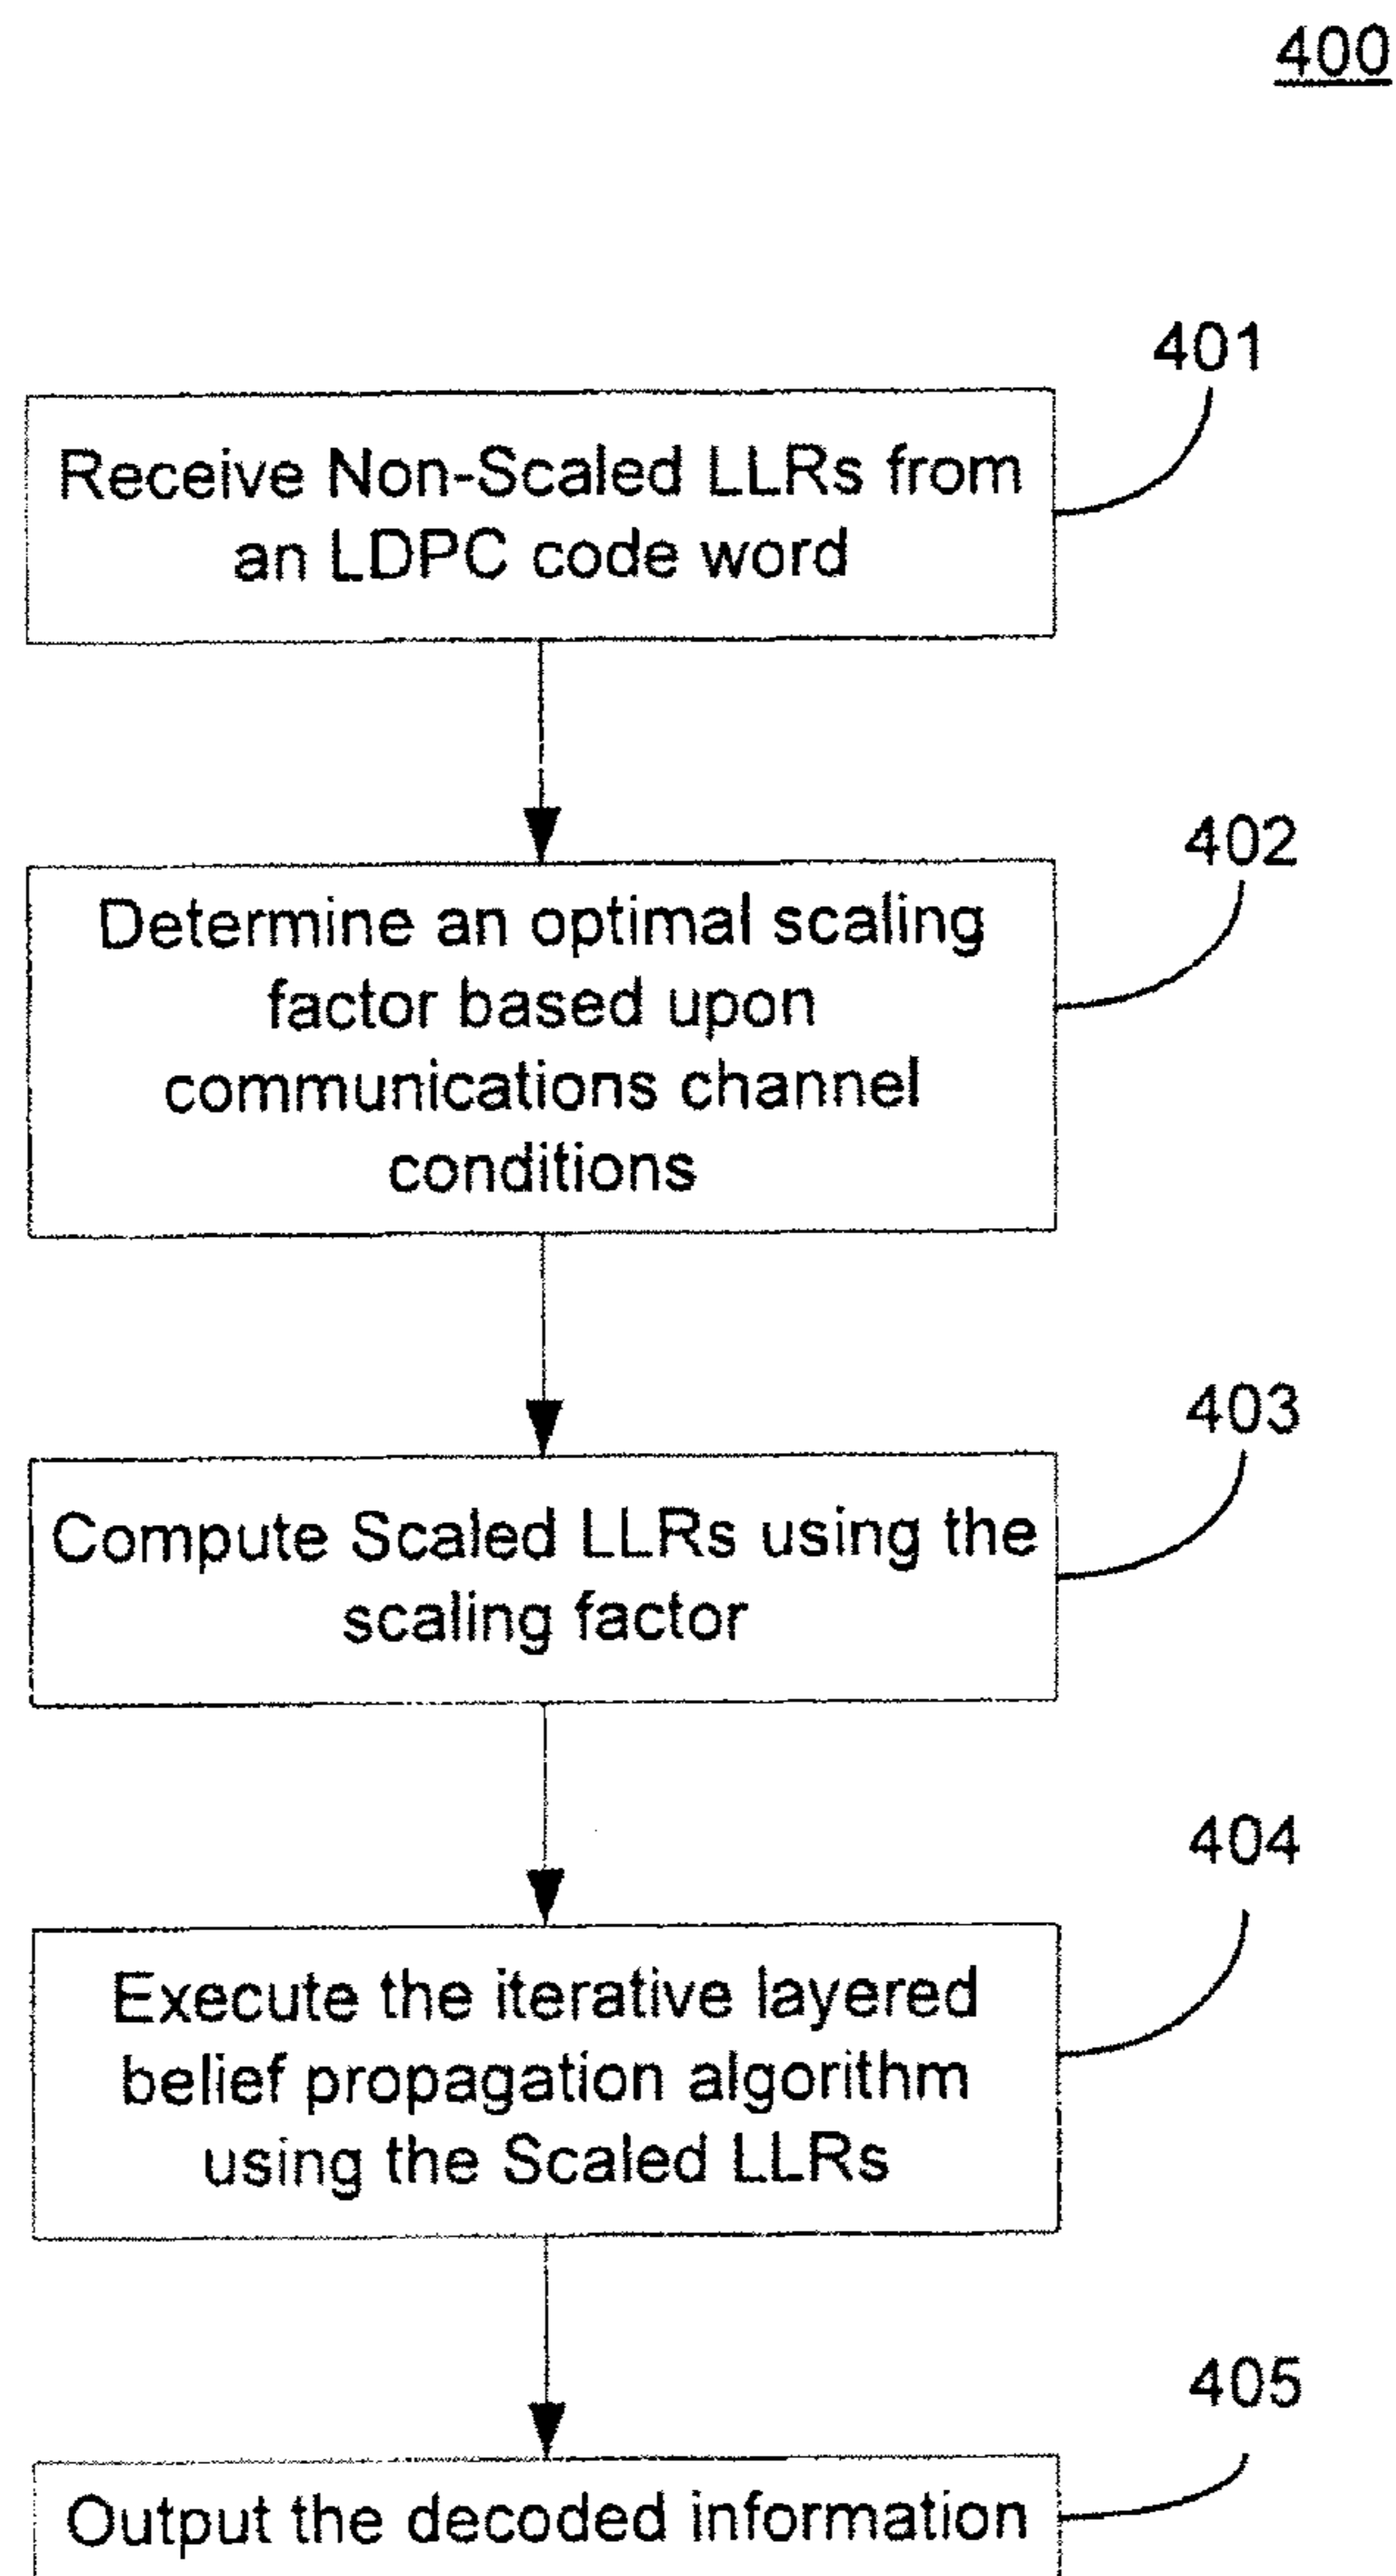 400
401
Receive Non-Scaled LLRs from
an LDPC code word
402
Determine an optimal scaling
factor based upon
communications channel
conditions
403
Compute Scaled LLRs using the
scaling factor
404
Execute the iterative layered
belief propagation algorithm
using the Scaled LLRs
405
Output the decoded information